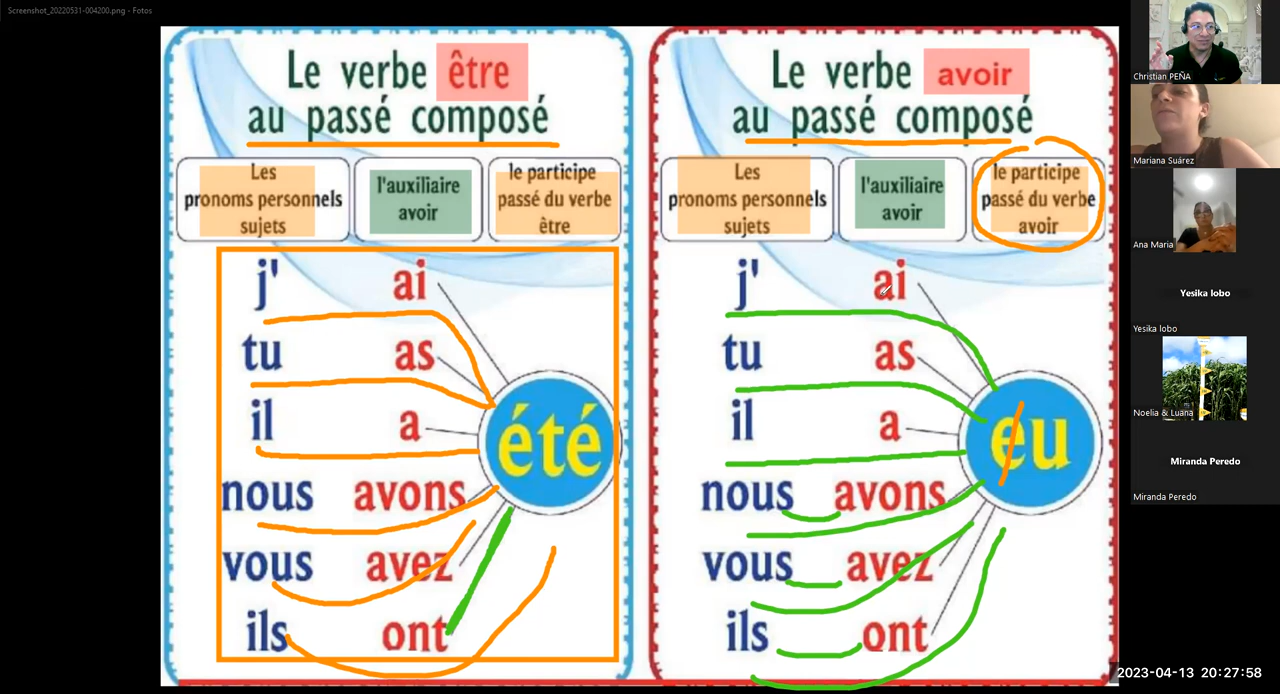 Screenshot_20220531-004200.png - Fotos
Le verbe être
au passé composé
Les
pronoms personnels
sujets
l'auxiliaire
avoir
le participe
passé du verbe
être
j' ai
tu as
il a
nous avons
vous avez
ils ont
été
Le verbe avoir
au passé composé
Les
pronoms personnels
sujets
l'auxiliaire
avoir
le participe
passé du verbe
avoir
j' ai
tu as
il a
nous avons
vous avez
ils ont
eu
Christian PEÑA
Mariana Suárez
Ana Maria
Yesika lobo
Yesika lobo
Noelia & Luana
Miranda Peredo
Miranda Peredo
2023-04-13 20:27:58